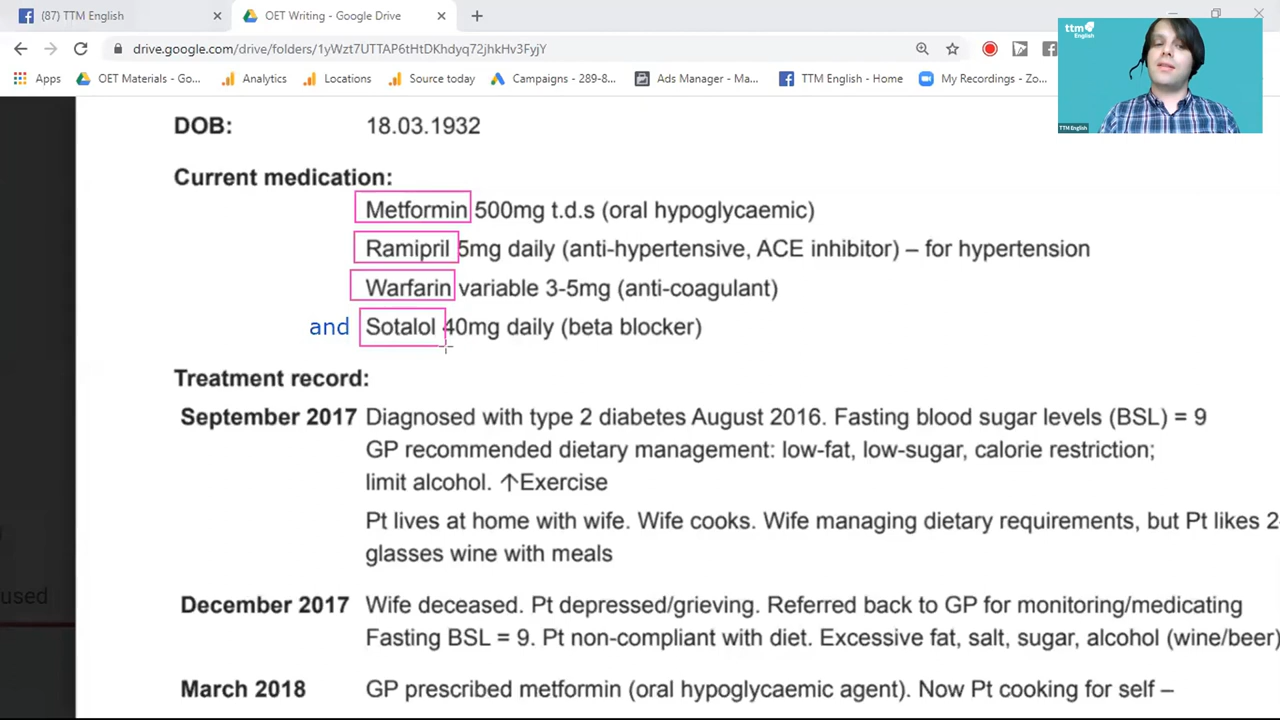 (87) TTM English
OET Writing - Google Drive
drive.google.com/drive/folders/1yWzt7UTTAP6tHtDKhdyq72jhkHv3FyjY
Apps
OET Materials - Go...
Analytics
Locations
Source today
Campaigns - 289-8...
Ads Manager - Ma...
TTM English - Home
My Recordings - Zo...
ttm
English
TTM English
DOB: 18.03.1932
Current medication:
Metformin 500mg t.d.s (oral hypoglycaemic)
Ramipril 5mg daily (anti-hypertensive, ACE inhibitor) – for hypertension
Warfarin variable 3-5mg (anti-coagulant)
and Sotalol 40mg daily (beta blocker)
Treatment record:
September 2017 Diagnosed with type 2 diabetes August 2016. Fasting blood sugar levels (BSL) = 9
GP recommended dietary management: low-fat, low-sugar, calorie restriction;
limit alcohol. ↑Exercise
Pt lives at home with wife. Wife cooks. Wife managing dietary requirements, but Pt likes 2-
glasses wine with meals
used
December 2017 Wife deceased. Pt depressed/grieving. Referred back to GP for monitoring/medicating
Fasting BSL = 9. Pt non-compliant with diet. Excessive fat, salt, sugar, alcohol (wine/beer)
March 2018 GP prescribed metformin (oral hypoglycaemic agent). Now Pt cooking for self –